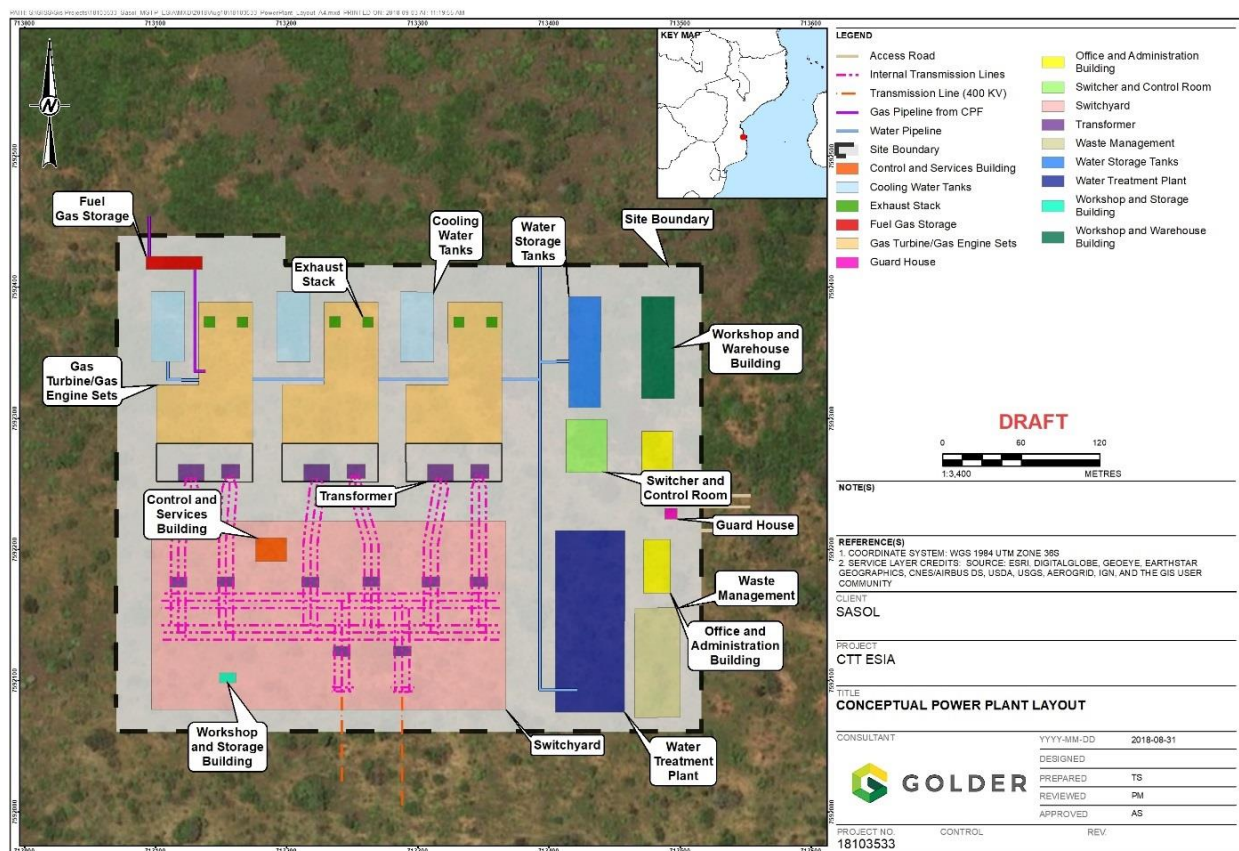 713000
713100
713200
713300
713400
713500
713600
KEY MAP
N
7592500
7592400
7592300
7592200
7592100
7592000
Fuel
Gas Storage
Cooling
Water
Tanks
Water
Storage
Tanks
Site Boundary
Exhaust
Stack
Gas
Turbine/Gas
Engine Sets
Workshop and
Warehouse
Building
Switcher and
Control Room
Transformer
Control and
Services
Building
Guard House
Waste
Management
Office and
Administration
Building
Workshop
and Storage
Building
Switchyard
Water
Treatment
Plant
LEGEND
Access Road
Internal Transmission Lines
Transmission Line (400 KV)
Gas Pipeline from CPF
Water Pipeline
Site Boundary
Control and Services Building
Cooling Water Tanks
Exhaust Stack
Fuel Gas Storage
Gas Turbine/Gas Engine Sets
Guard House
Office and Administration
Building
Switcher and Control Room
Switchyard
Transformer
Waste Management
Water Storage Tanks
Water Treatment Plant
Workshop and Storage
Building
Workshop and Warehouse
Building
DRAFT
0 60 120
1:3,400 METRES
NOTE(S)
REFERENCE(S)
1. COORDINATE SYSTEM: WGS 1984 UTM ZONE 36S
2. SERVICE LAYER CREDITS: SOURCE: ESRI, DIGITALGLOBE, GEOEYE, EARTHSTAR
GEOGRAPHICS, CNES/AIRBUS DS, USDA, USGS, AEROGRID, IGN, AND THE GIS USER
COMMUNITY
CLIENT
SASOL
PROJECT
CTT ESIA
TITLE
CONCEPTUAL POWER PLANT LAYOUT
CONSULTANT
GOLDER
YYYY-MM-DD 2018-08-31
DESIGNED
PREPARED TS
REVIEWED PM
APPROVED AS
PROJECT NO. CONTROL REV.
18103533